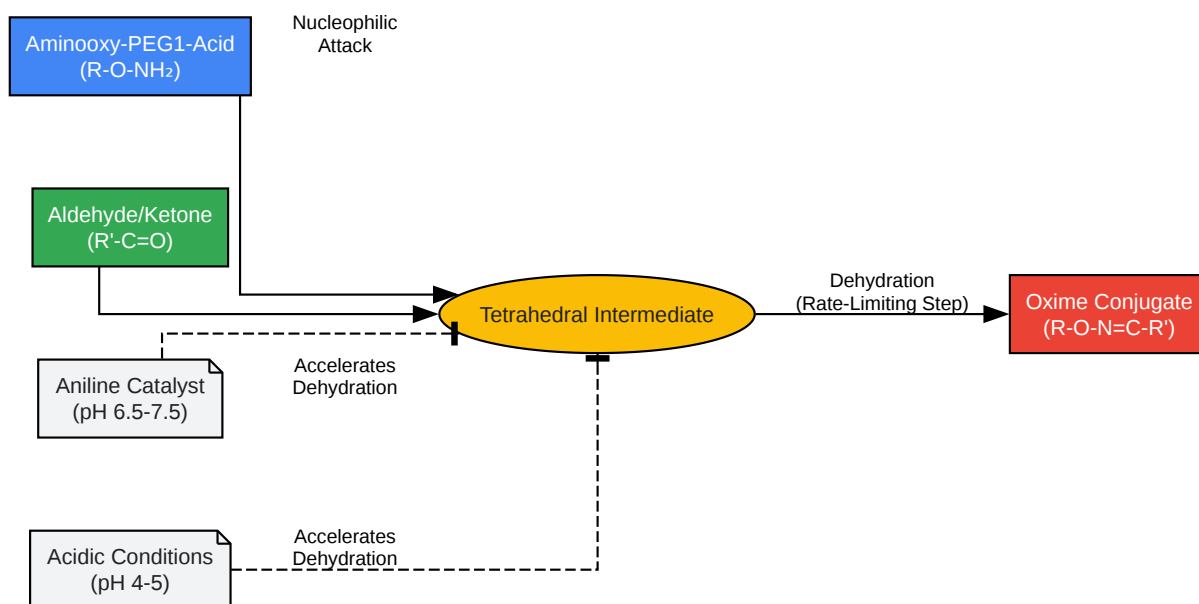 Nucleophilic
Attack
Aminooxy-PEG1-Acid
(R-O-NH₂)
Aldehyde/Ketone
(R'-C=O)
Tetrahedral Intermediate
Dehydration
(Rate-Limiting Step)
Oxime Conjugate
(R-O-N=C-R')
Aniline Catalyst
(pH 6.5-7.5)
Accelerates
Dehydration
Acidic Conditions
(pH 4-5)
Accelerates
Dehydration